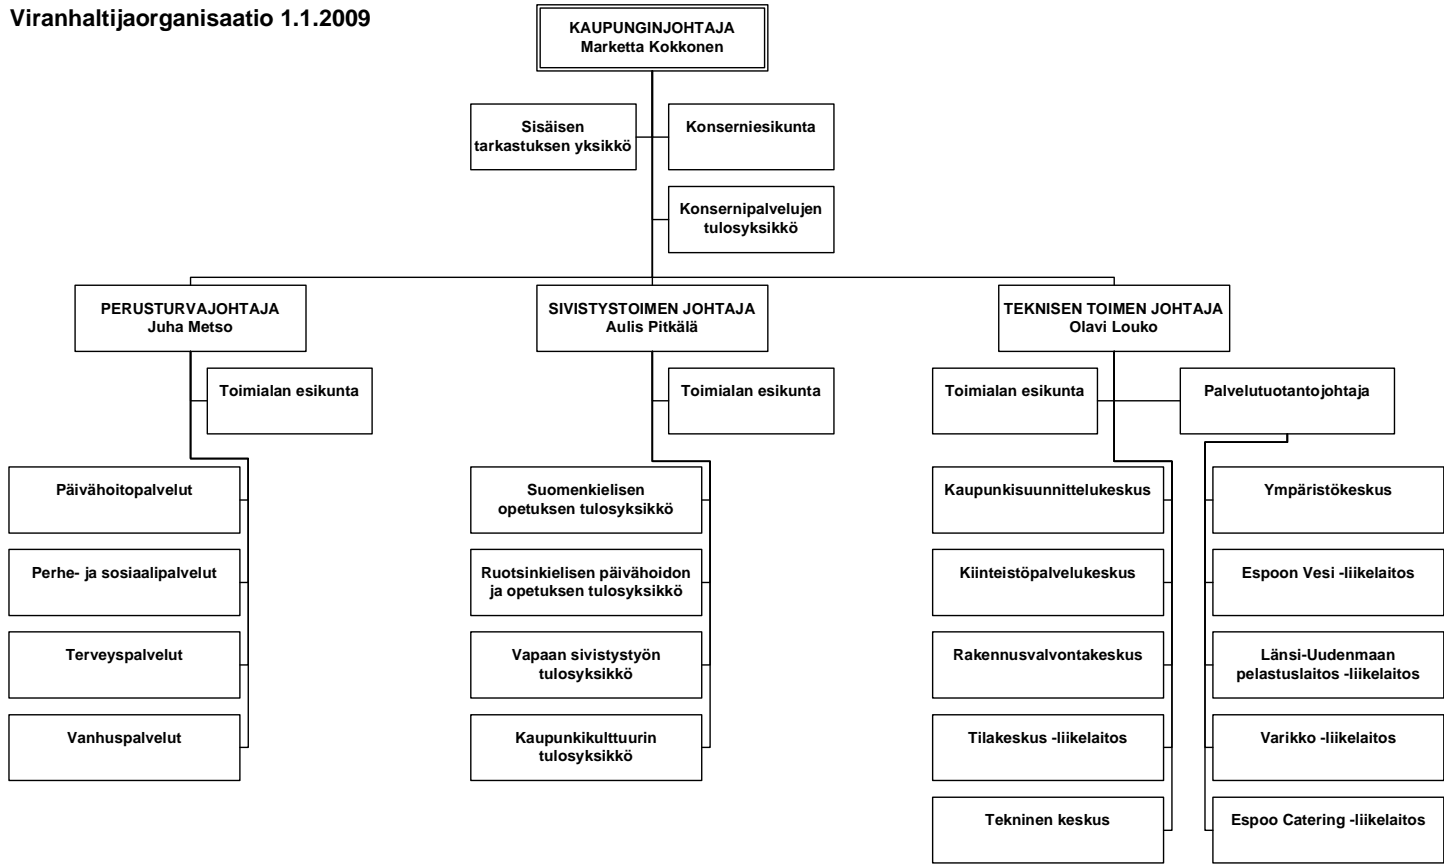 Viranhaltijaorganisaatio 1.1.2009
KAUPUNGINJOHTAJA
Marketta Kokkonen
Sisäisen
tarkastuksen yksikkö
Konserniesikunta
Konsernipalvelujen
tulosyksikkö
PERUSTURVAJOHTAJA
Juha Metso
SIVISTYSTOIMEN JOHTAJA
Aulis Pitkälä
TEKNISEN TOIMEN JOHTAJA
Olavi Louko
Toimialan esikunta
Toimialan esikunta
Toimialan esikunta
Palvelutuotantojohtaja
Päivähoitopalvelut
Perhe- ja sosiaalipalvelut
Terveyspalvelut
Vanhuspalvelut
Suomenkielisen
opetuksen tulosyksikkö
Ruotsinkielisen päivähoidon
ja opetuksen tulosyksikkö
Vapaan sivistystyön
tulosyksikkö
Kaupunkikulttuurin
tulosyksikkö
Kaupunkisuunnittelukeskus
Kiinteistöpalvelukeskus
Rakennusvalvontakeskus
Tilakeskus -liikelaitos
Tekninen keskus
Ympäristökeskus
Espoon Vesi -liikelaitos
Länsi-Uudenmaan
pelastuslaitos -liikelaitos
Varikko -liikelaitos
Espoo Catering -liikelaitos